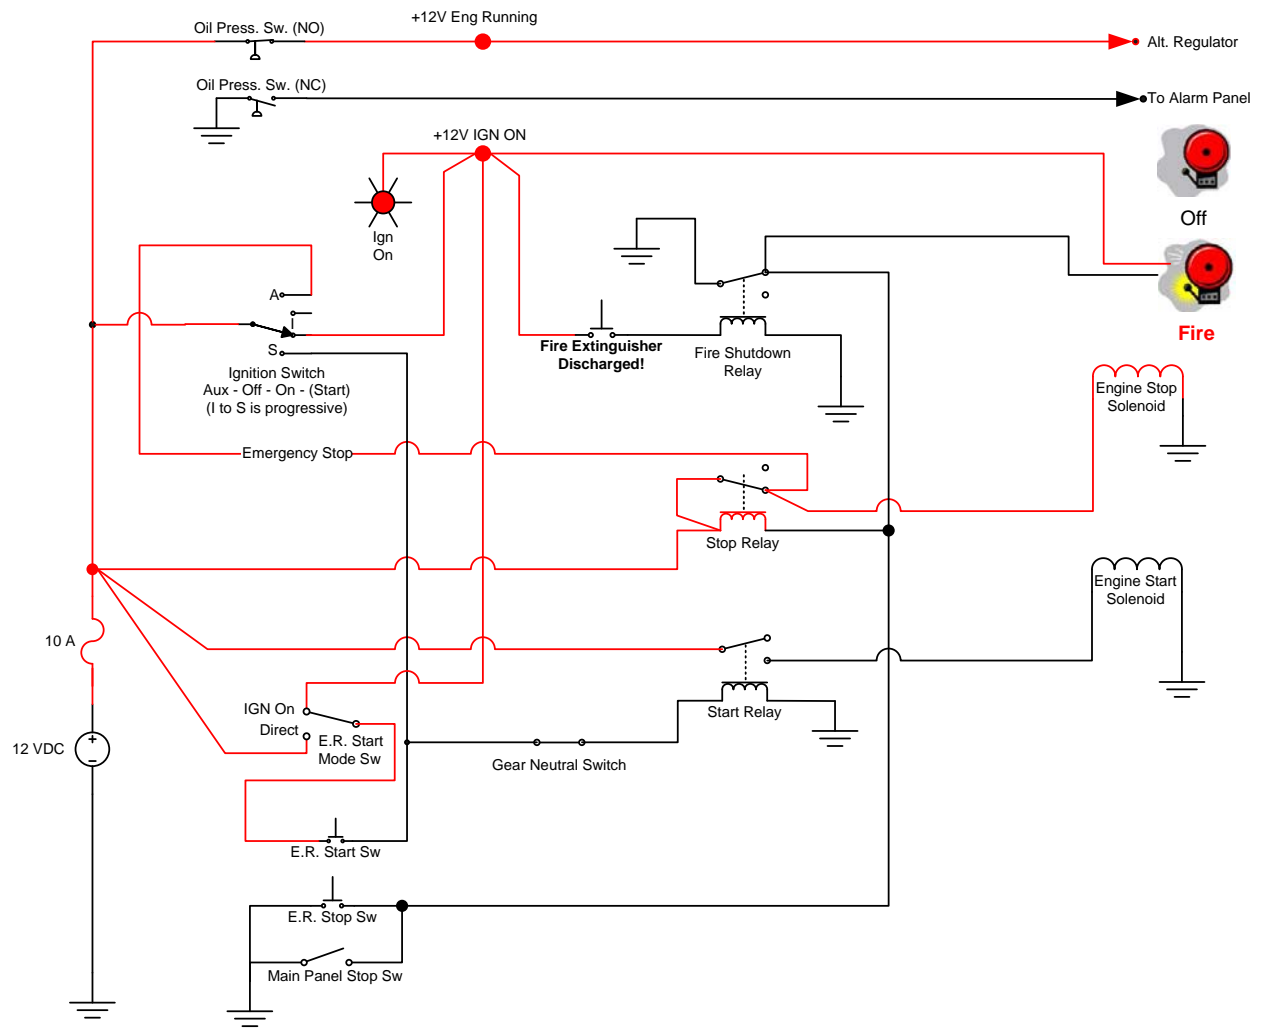 +12V Eng Running
Oil Press. Sw. (NO)
Alt. Regulator
Oil Press. Sw. (NC)
To Alarm Panel
+12V IGN ON
Off
Ign
On
A
I
S
Ignition Switch
Aux - Off - On - (Start)
(I to S is progressive)
Fire Extinguisher
Discharged!
Fire Shutdown
Relay
Fire
Engine Stop
Solenoid
Emergency Stop
Stop Relay
Engine Start
Solenoid
10 A
IGN On
Direct
E.R. Start
Mode Sw
Start Relay
12 VDC
+
−
Gear Neutral Switch
E.R. Start Sw
E.R. Stop Sw
Main Panel Stop Sw